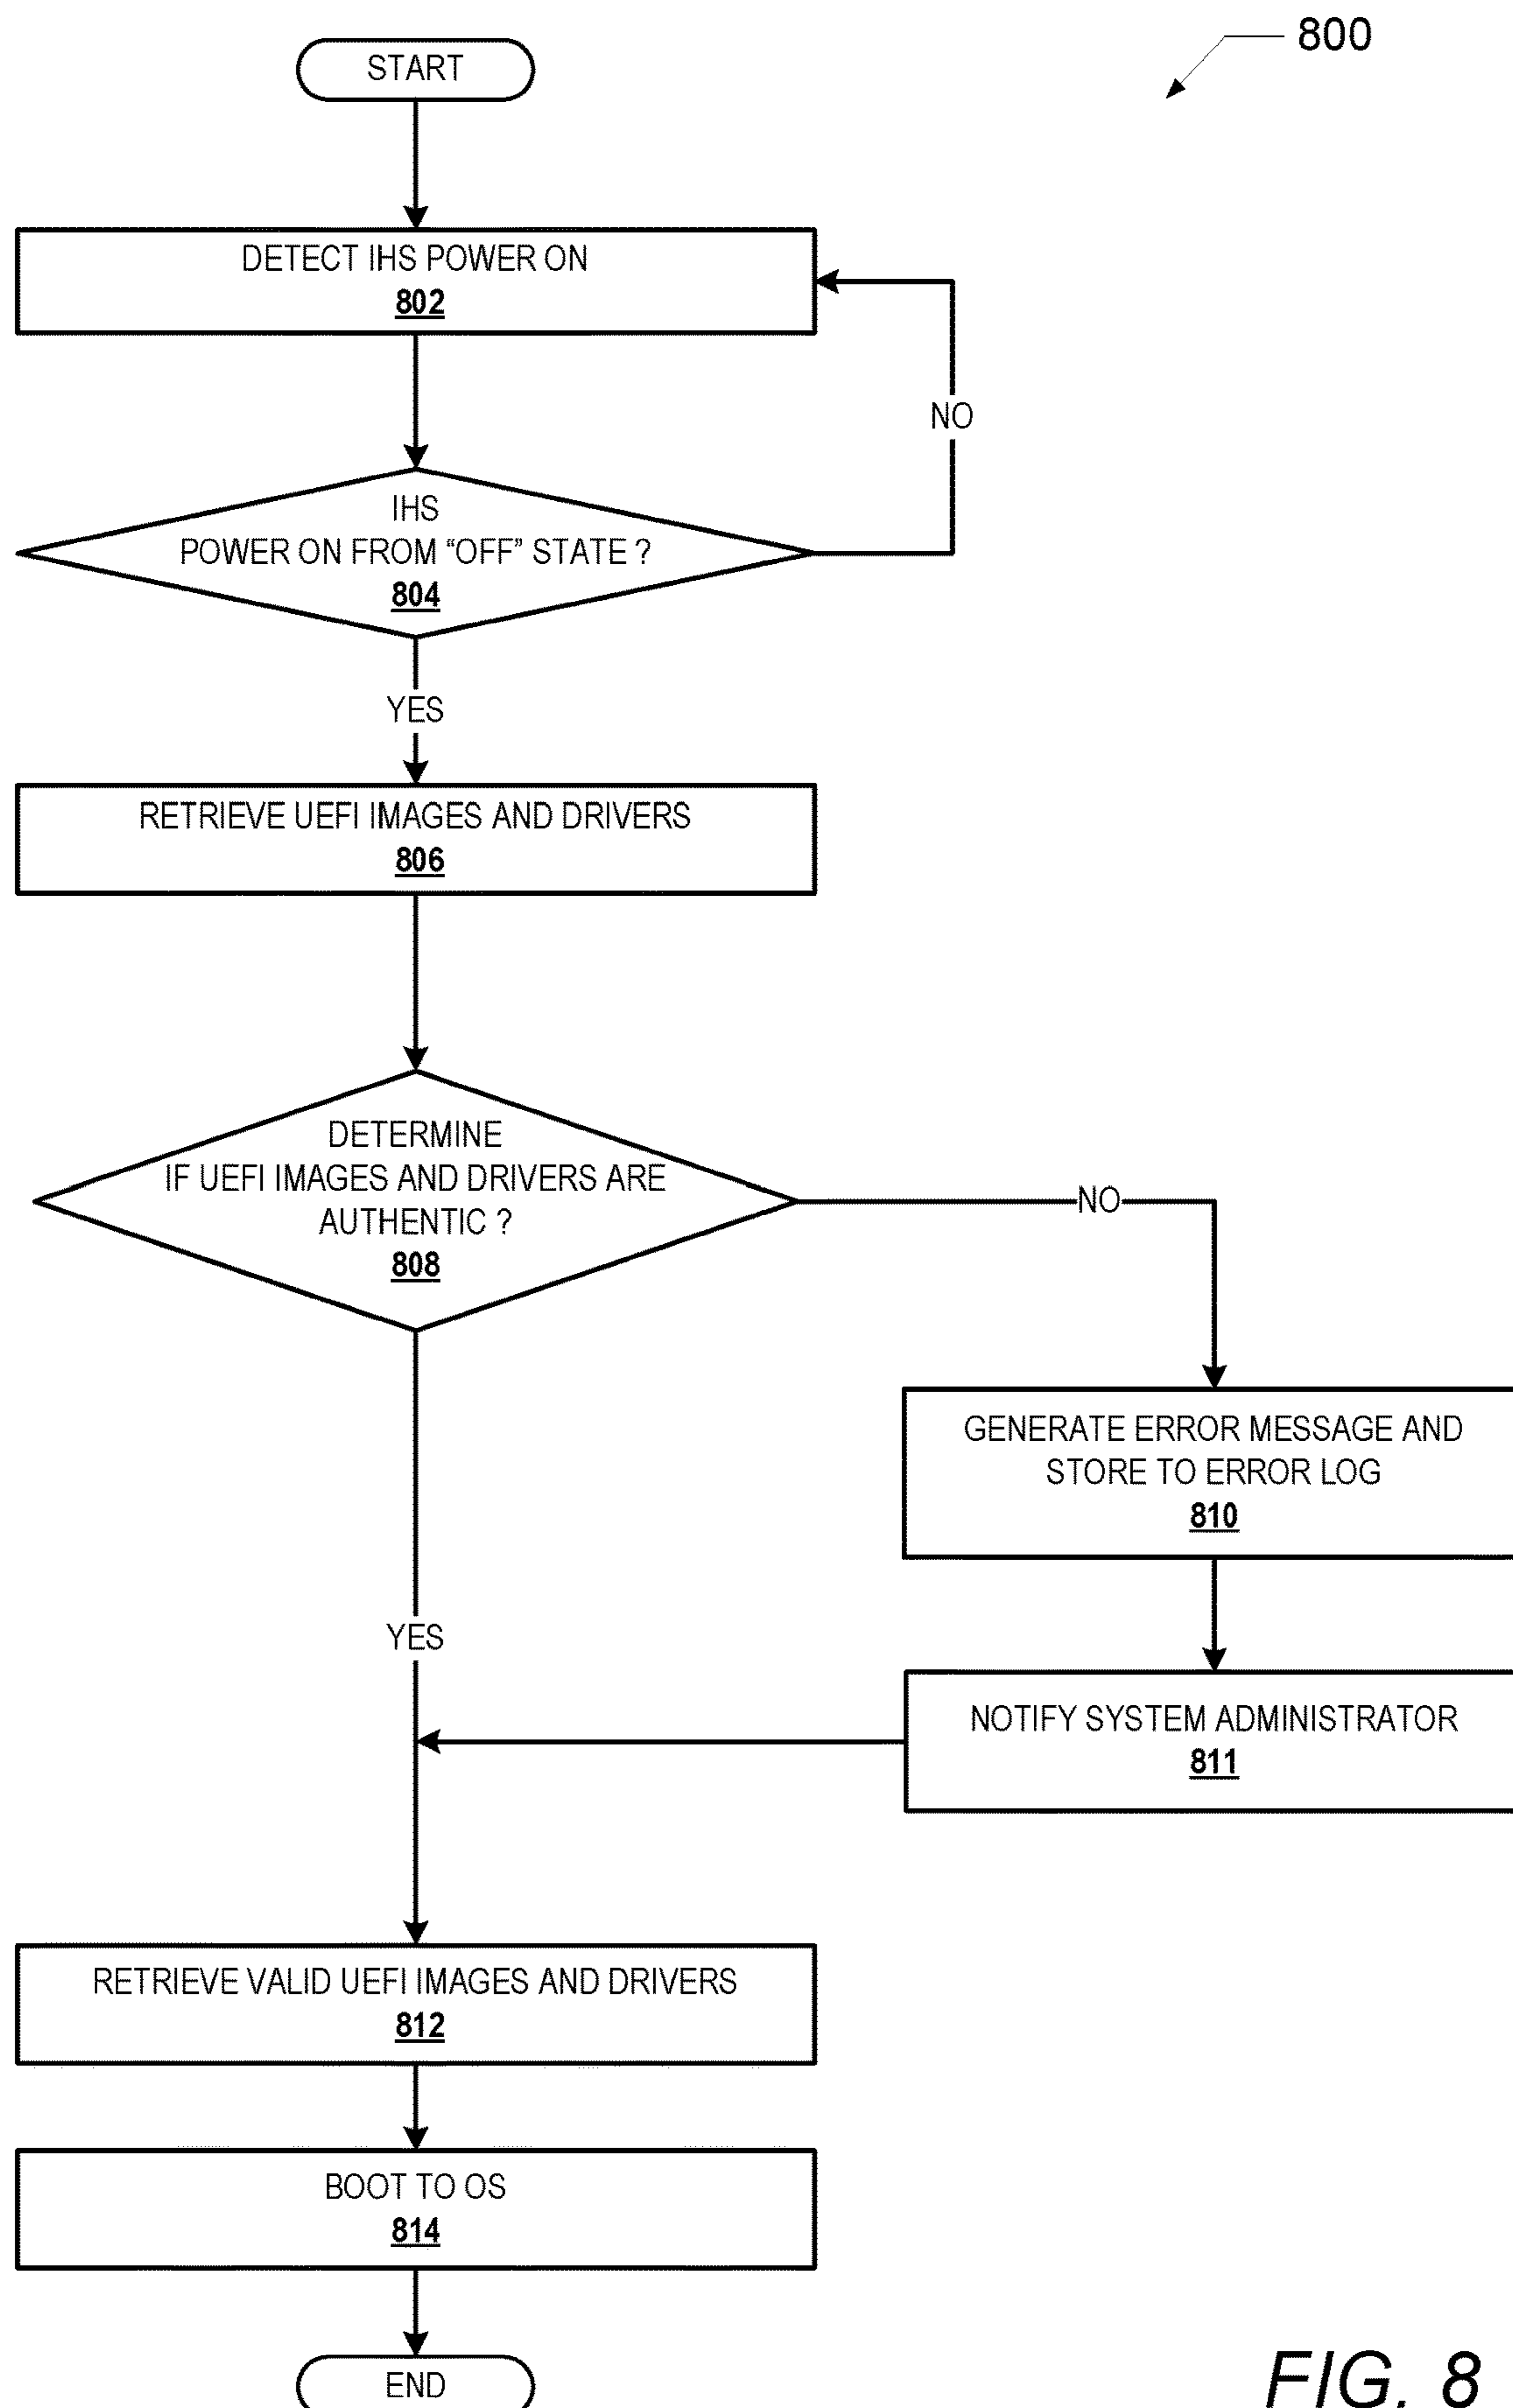 800
START
DETECT IHS POWER ON
802
NO
IHS
POWER ON FROM “OFF” STATE ?
804
YES
RETRIEVE UEFI IMAGES AND DRIVERS
806
DETERMINE
IF UEFI IMAGES AND DRIVERS ARE
AUTHENTIC ?
808
NO
GENERATE ERROR MESSAGE AND
STORE TO ERROR LOG
810
YES
NOTIFY SYSTEM ADMINISTRATOR
811
RETRIEVE VALID UEFI IMAGES AND DRIVERS
812
BOOT TO OS
814
END
FIG. 8